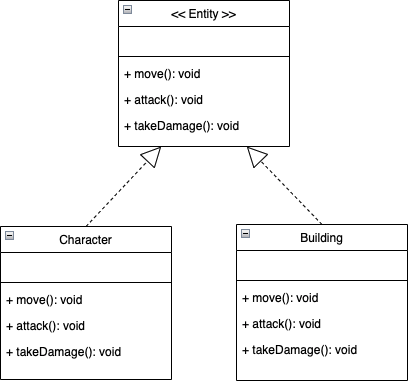 << Entity >>
+ move(): void
+ attack(): void
+ takeDamage(): void
Character
+ move(): void
+ attack(): void
+ takeDamage(): void
Building
+ move(): void
+ attack(): void
+ takeDamage(): void